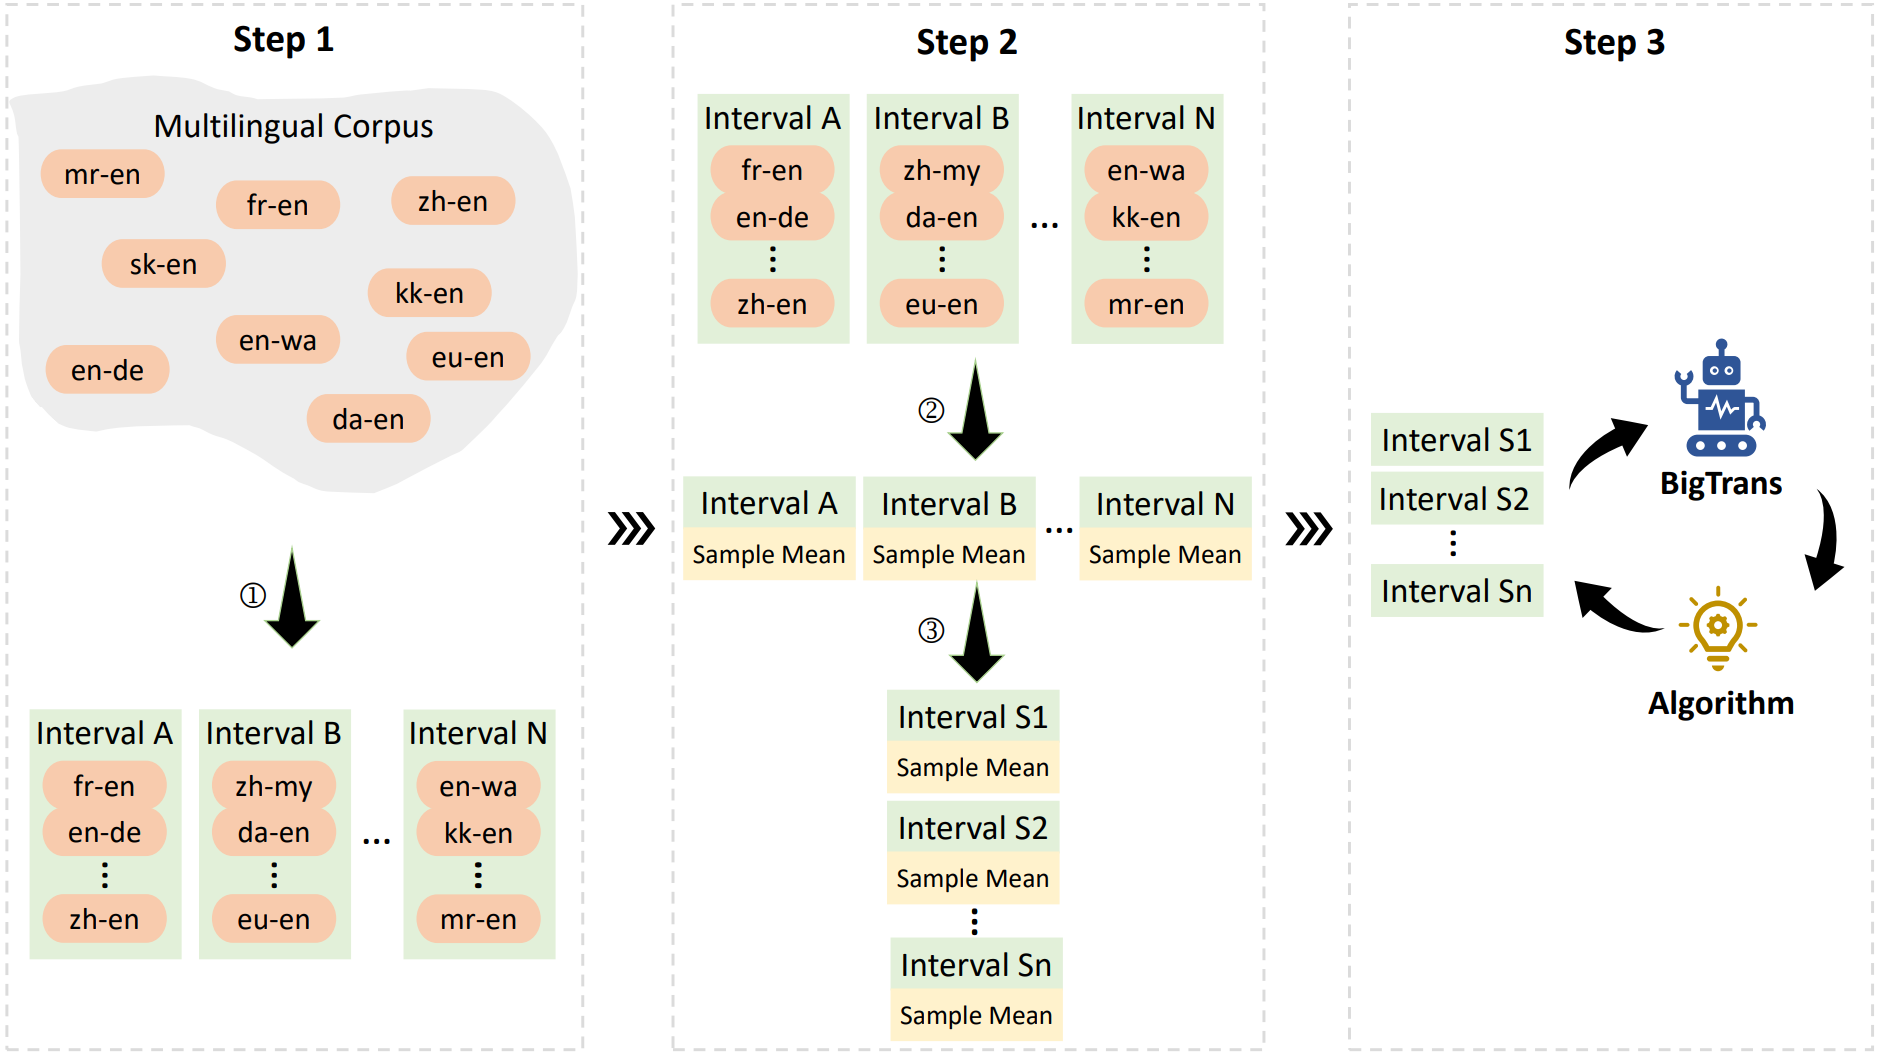 Step 1
Multilingual Corpus
mr-en
fr-en
zh-en
sk-en
kk-en
en-wa
eu-en
en-de
da-en
①
Interval A
fr-en
en-de
⋮
zh-en
Interval B
zh-my
da-en
⋮
eu-en
...
Interval N
en-wa
kk-en
⋮
mr-en
Step 2
Interval A
fr-en
en-de
⋮
zh-en
Interval B
zh-my
da-en
⋮
eu-en
...
Interval N
en-wa
kk-en
⋮
mr-en
②
Interval A
Sample Mean
Interval B
Sample Mean
...
Interval N
Sample Mean
③
Interval S1
Sample Mean
Interval S2
Sample Mean
⋮
Interval Sn
Sample Mean
Step 3
Interval S1
Interval S2
⋮
Interval Sn
BigTrans
Algorithm